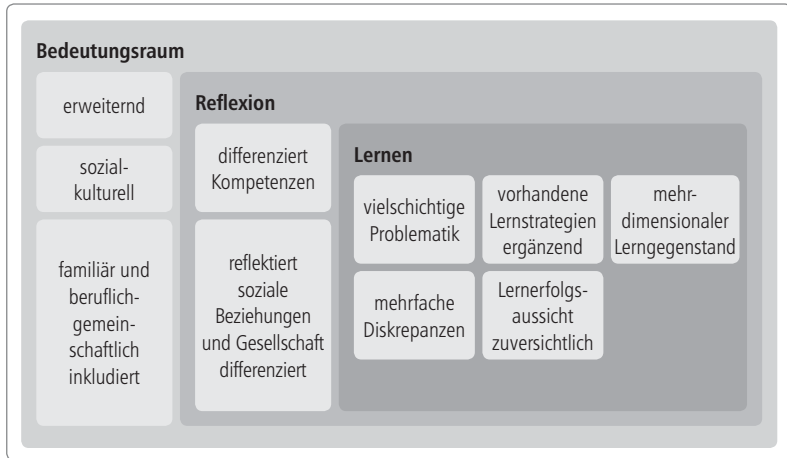 Bedeutungsraum
erweiternd
sozial-
kulturell
familiär und
beruflich-
gemein-
schaftlich
inkludiert
Reflexion
differenziert
Kompetenzen
reflektiert
soziale
Beziehungen
und Gesellschaft
differenziert
Lernen
vielschichtige
Problematik
vorhandene
Lernstrategien
ergänzend
mehr-
dimensionaler
Lerngegenstand
mehrfache
Diskrepanzen
Lernerfolgs-
aussicht
zuversichtlich